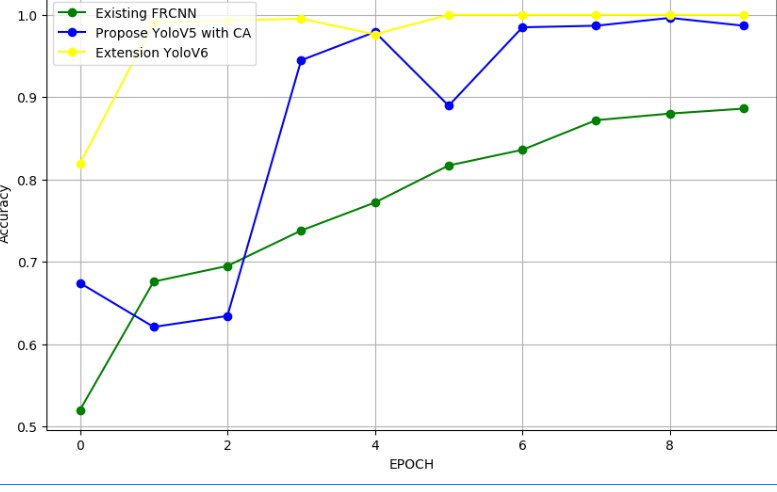 Existing FRCNN
Propose YoloV5 with CA
Extension YoloV6
1.0
0.9
0.8
0.7
0.6
0.5
Accuracy
0 2 4 6 8
EPOCH